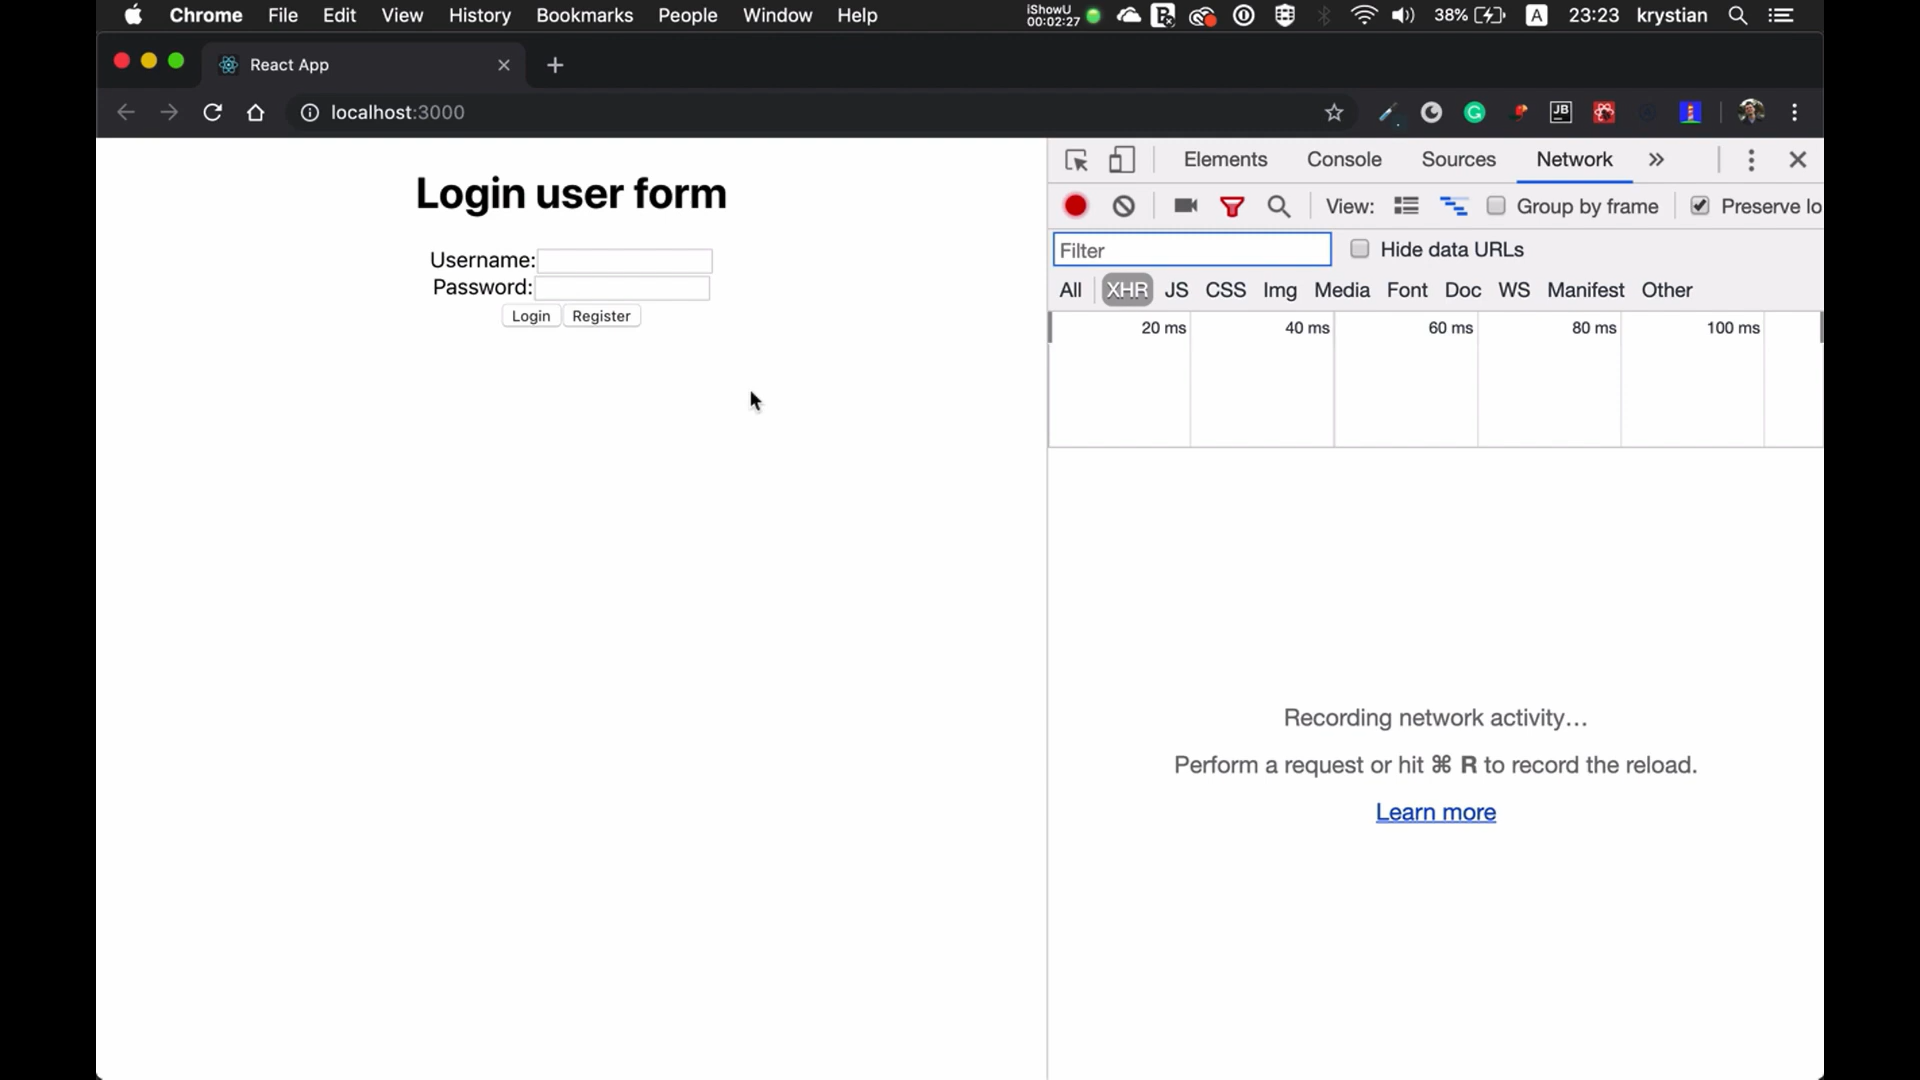 Chrome File Edit View History Bookmarks People Window Help iShowU 00:02:27 38% A 23:23 krystian
React App
localhost:3000
JB
Login user form
Username:
Password:
Login Register
Elements Console Sources Network
View: Group by frame Preserve lo
Filter Hide data URLs
All XHR JS CSS Img Media Font Doc WS Manifest Other
20 ms 40 ms 60 ms 80 ms 100 ms
Recording network activity…
Perform a request or hit ⌘ R to record the reload.
Learn more